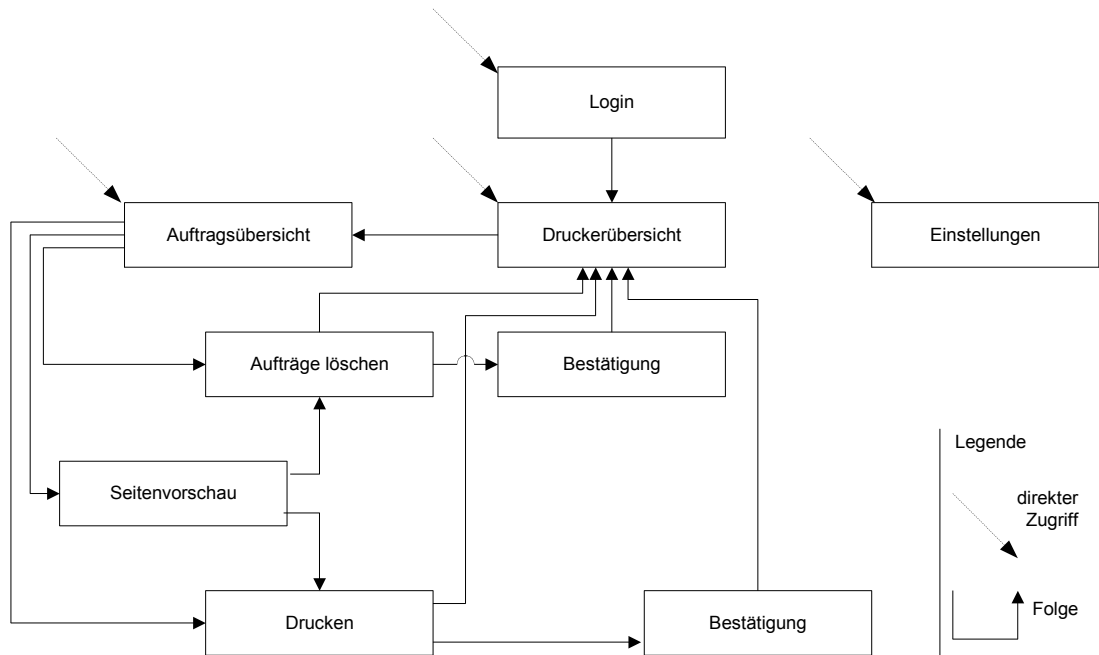 Login
Auftragsübersicht
Druckerübersicht
Einstellungen
Aufträge löschen
Bestätigung
Legende
Seitenvorschau
direkter
Zugriff
Drucken
Bestätigung
Folge